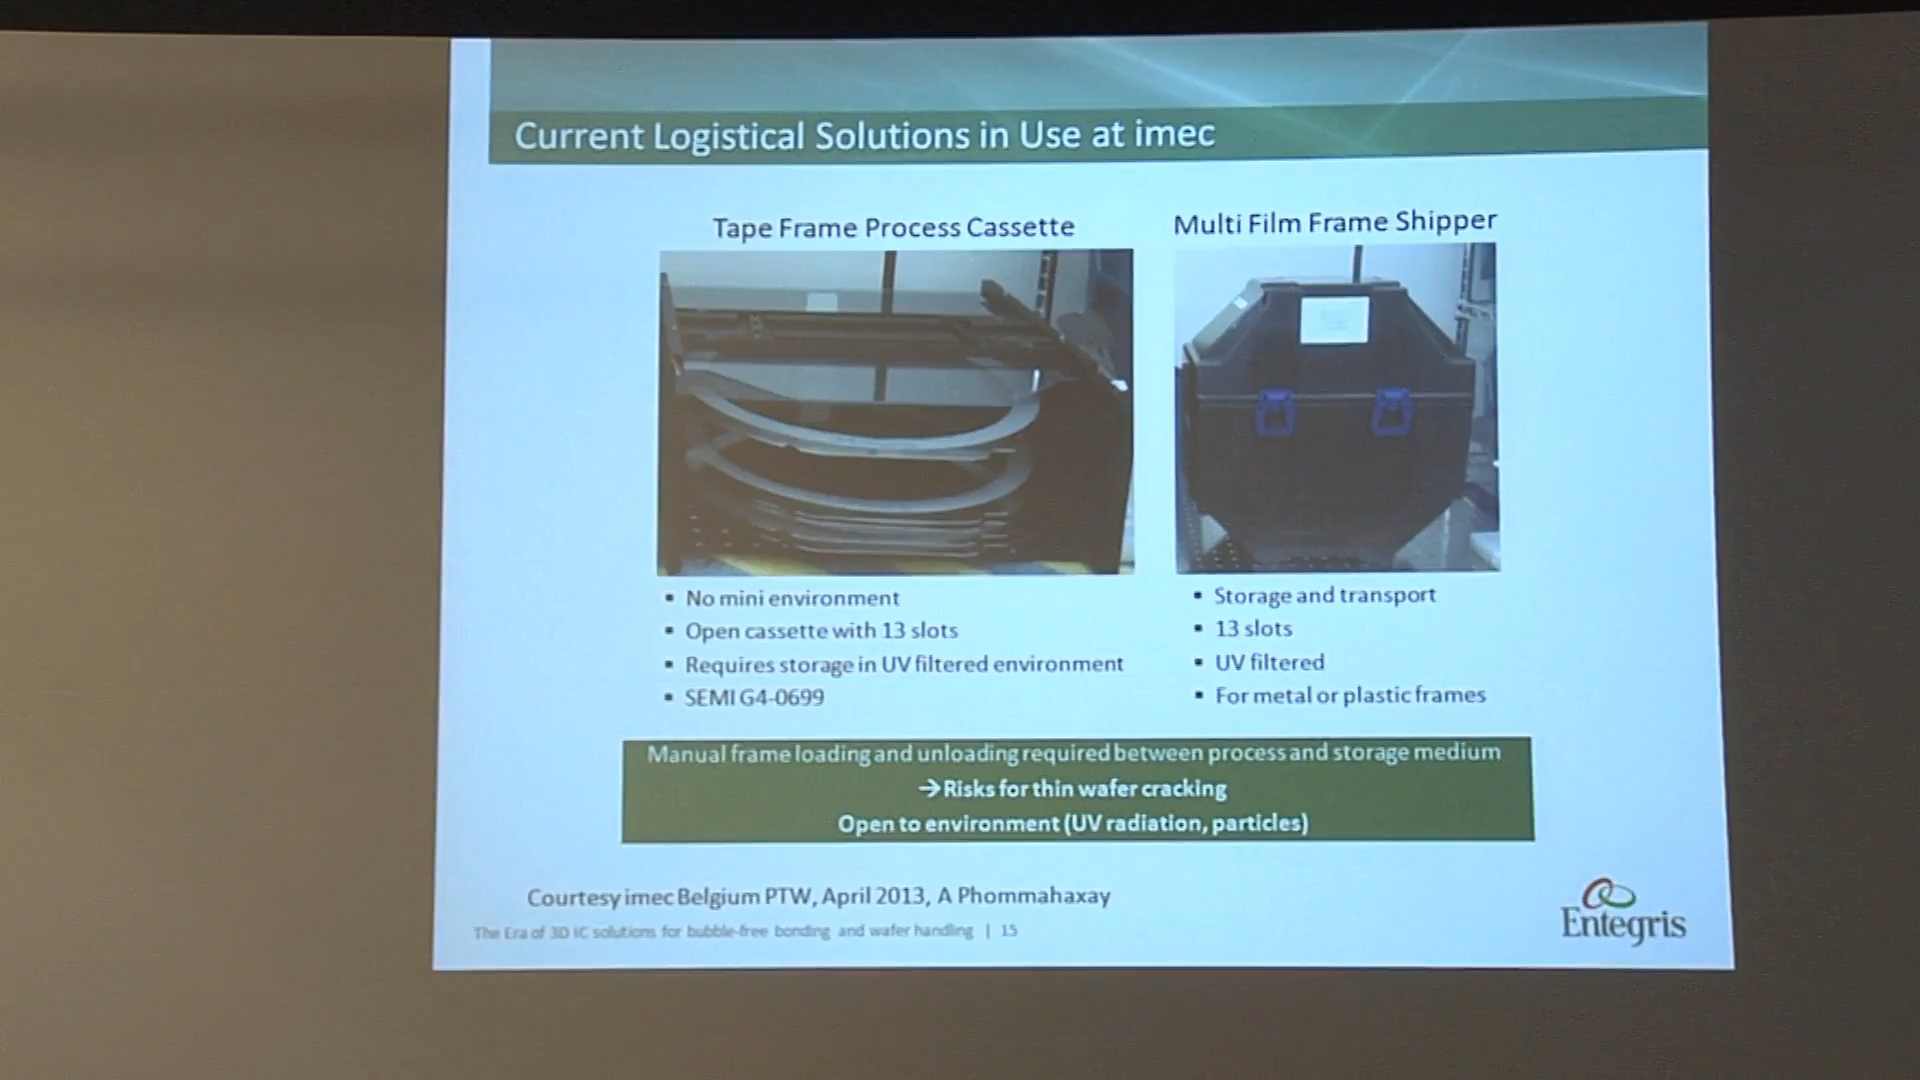 Current Logistical Solutions in Use at imec
Tape Frame Process Cassette
Multi Film Frame Shipper
▪ No mini environment
▪ Open cassette with 13 slots
▪ Requires storage in UV filtered environment
▪ SEMI G4-0699
▪ Storage and transport
▪ 13 slots
▪ UV filtered
▪ For metal or plastic frames
Manual frame loading and unloading required between process and storage medium
→Risks for thin wafer cracking
Open to environment (UV radiation, particles)
Courtesy imec Belgium PTW, April 2013, A Phommahaxay
The Era of 3D IC solutions for bubble-free bonding and wafer handling | 15
Entegris